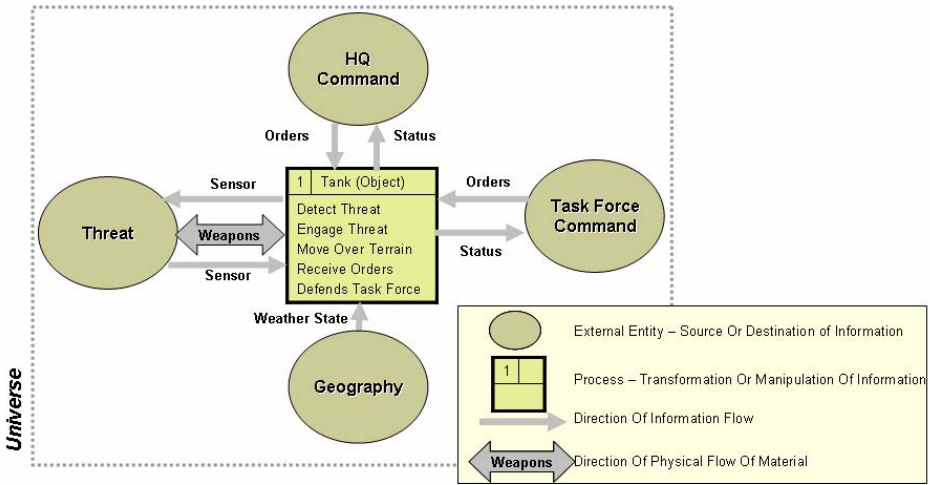 HQ
Command
Orders
Status
Sensor
1 Tank (Object)
Orders
Detect Threat
Engage Threat
Move Over Terrain
Receive Orders
Defends Task Force
Threat
Weapons
Sensor
Task Force
Command
Status
Weather State
Geography
Universe
External Entity – Source Or Destination of Information
1
Process – Transformation Or Manipulation Of Information
Direction Of Information Flow
Weapons
Direction Of Physical Flow Of Material